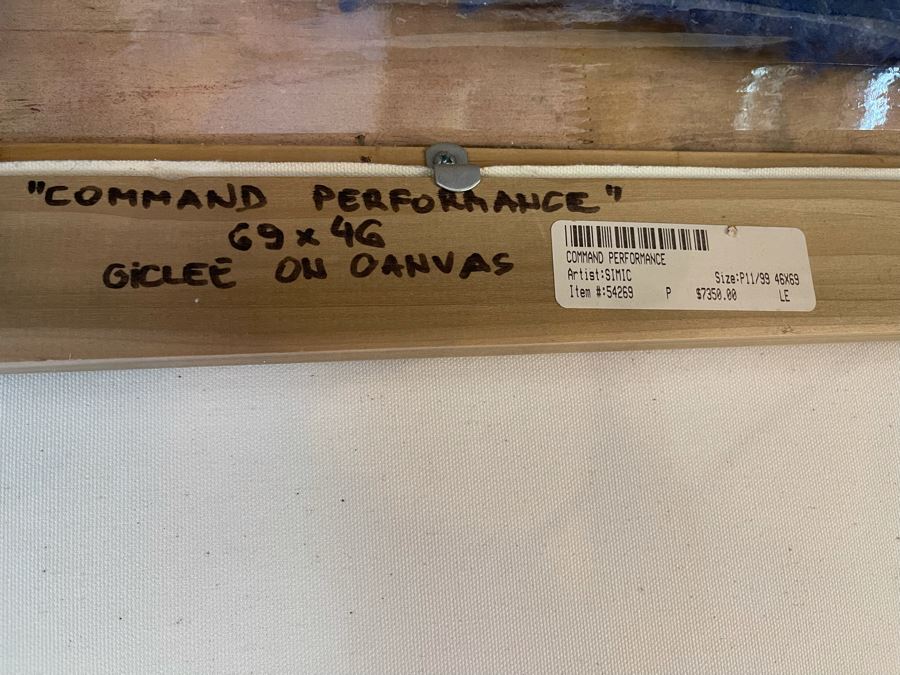 "COMMAND PERFORMANCE"
69 x 46
GICLEE ON CANVAS
COMMAND PERFORMANCE
Artist:SIMIC Size:P11/99 46X69
Item #:54269 P $7350.00 LE